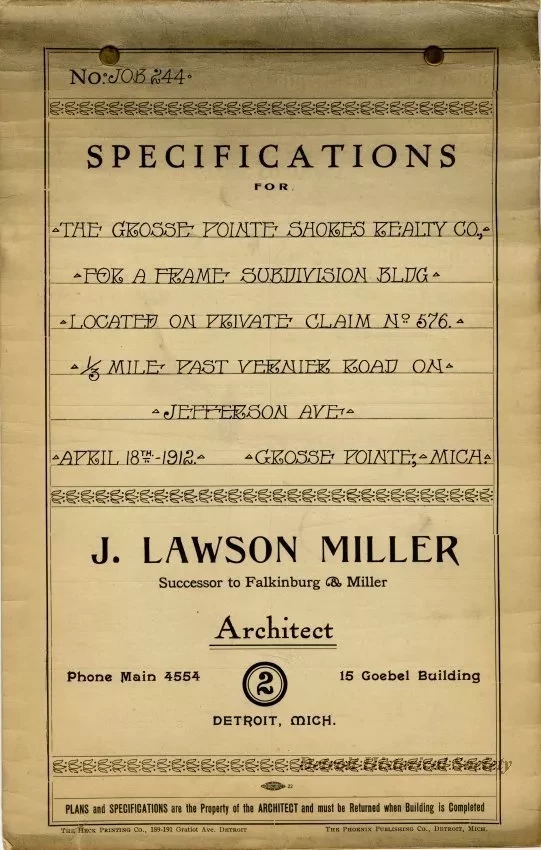 No: JOB 244.
SPECIFICATIONS
FOR
THE GROSSE POINTE SHORES REALTY CO.,
FOR A FRAME SUBDIVISION BLDG
LOCATED ON PRIVATE CLAIM No 576.
1/3 MILE PAST VERNIER ROAD ON
JEFFERSON AVE
APRIL 18TH.-1912. GROSSE POINTE, MICH.
J. LAWSON MILLER
Successor to Falkinburg & Miller
Architect
Phone Main 4554 2 15 Goebel Building
DETROIT, MICH.
Detroit Historical Society
22
PLANS and SPECIFICATIONS are the Property of the ARCHITECT and must be Returned when Building is Completed
THE HECK PRINTING CO., 189-191 Gratiot Ave. DETROIT THE PHOENIX PUBLISHING CO., DETROIT, MICH.